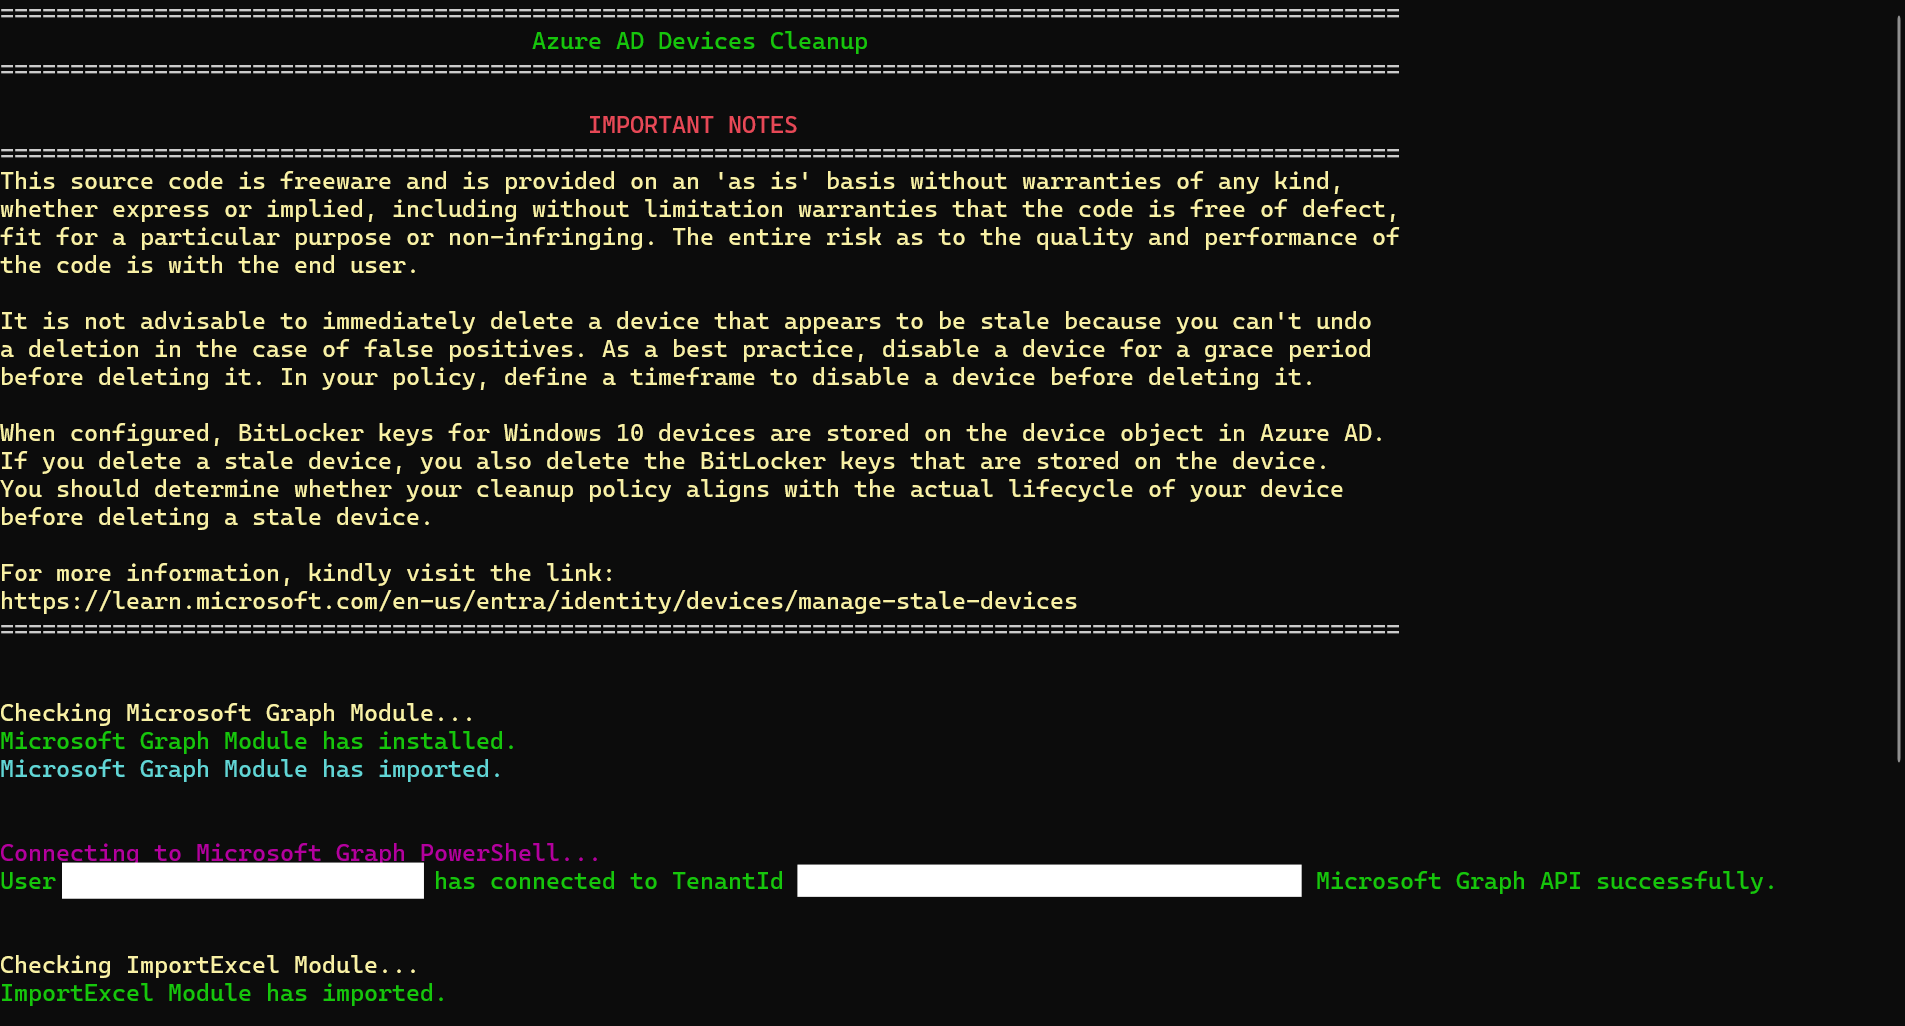 ====================================================================================================
Azure AD Devices Cleanup
====================================================================================================
IMPORTANT NOTES
====================================================================================================
This source code is freeware and is provided on an 'as is' basis without warranties of any kind,
whether express or implied, including without limitation warranties that the code is free of defect,
fit for a particular purpose or non-infringing. The entire risk as to the quality and performance of
the code is with the end user.
It is not advisable to immediately delete a device that appears to be stale because you can't undo
a deletion in the case of false positives. As a best practice, disable a device for a grace period
before deleting it. In your policy, define a timeframe to disable a device before deleting it.
When configured, BitLocker keys for Windows 10 devices are stored on the device object in Azure AD.
If you delete a stale device, you also delete the BitLocker keys that are stored on the device.
You should determine whether your cleanup policy aligns with the actual lifecycle of your device
before deleting a stale device.
For more information, kindly visit the link:
https://learn.microsoft.com/en-us/entra/identity/devices/manage-stale-devices
====================================================================================================
Checking Microsoft Graph Module...
Microsoft Graph Module has installed.
Microsoft Graph Module has imported.
Connecting to Microsoft Graph PowerShell...
User has connected to TenantId Microsoft Graph API successfully.
Checking ImportExcel Module...
ImportExcel Module has imported.